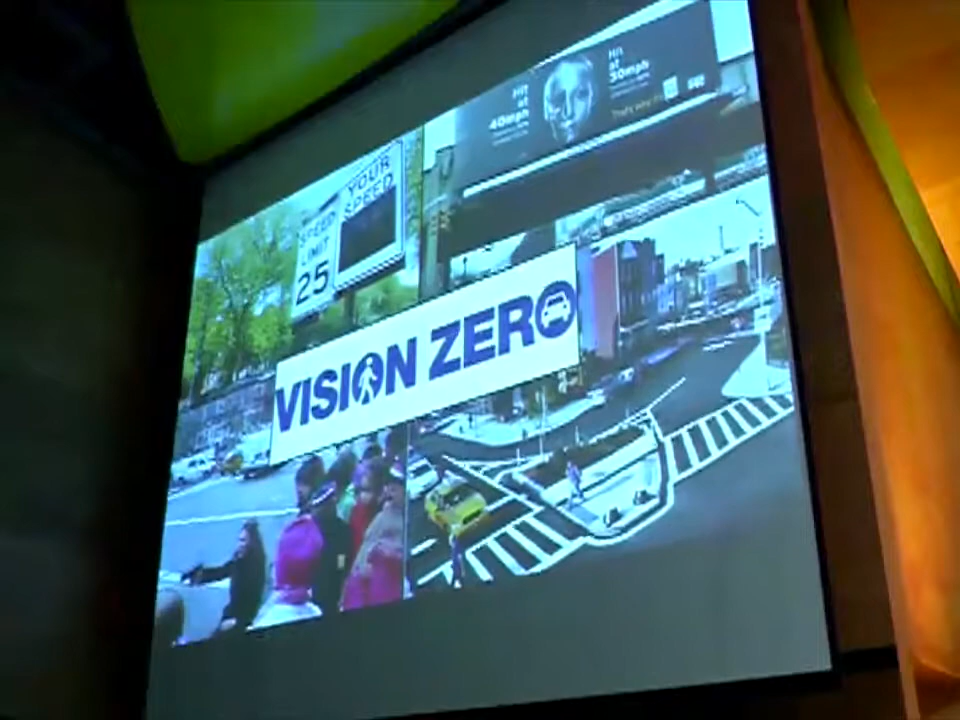 Hit
at
40mph
Hit
at
30mph
YOUR
SPEED
SPEED
LIMIT
25
VISION ZERO